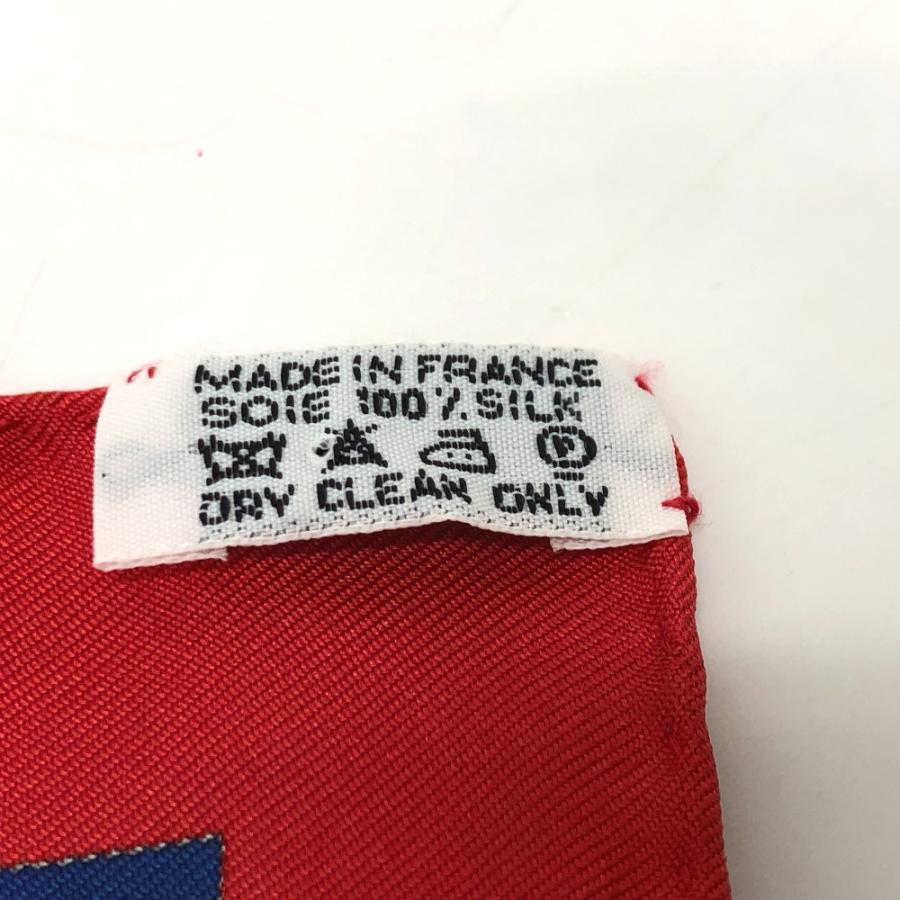 MADE IN FRANCE
SOIE 100% SILK
P
DRY CLEAN ONLY